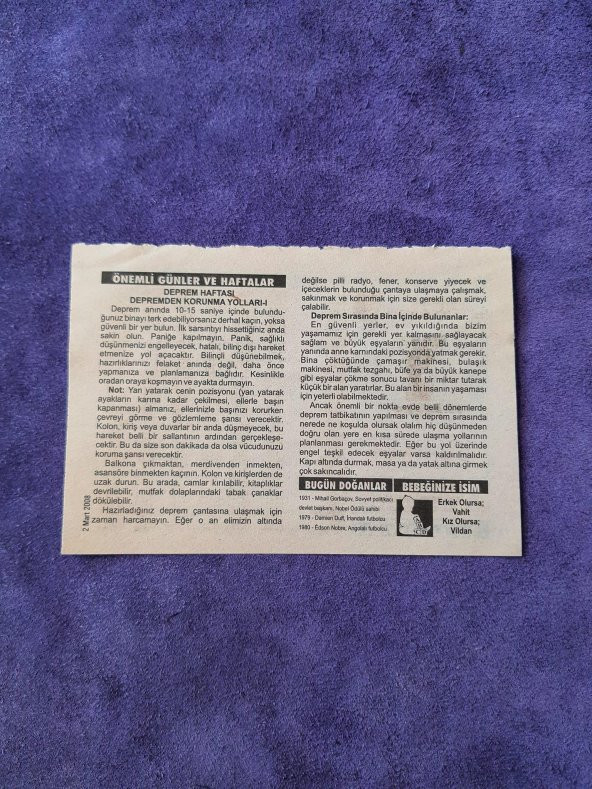 ÖNEMLİ GÜNLER VE HAFTALAR
DEPREM HAFTASI
DEPREMDEN KORUNMA YOLLARI-I
Deprem anında 10-15 saniye içinde bulundu-
ğunuz binayı terk edebiliyorsanız derhal kaçın, yoksa
güvenli bir yer bulun. İlk sarsıntıyı hissettiğiniz anda
sakin olun. Paniğe kapılmayın. Panik, sağlıklı
düşünmenizi engelleyecek, hatalı, bilinç dışı hareket
etmenize yol açacaktır. Bilinçli düşünebilmek,
hazırlıklarınızı felaket anında değil, daha önce
yapmanıza ve planlamanıza bağlıdır. Kesinlikle
oradan oraya koşmayın ve ayakta durmayın.
Not: Yan yatarak cenin pozisyonu (yan yatarak
ayakların karına kadar çekilmesi, ellerle başın
kapanması) almanız, ellerinizle başınızı korurken
çevreyi görme ve gözlemleme şansı verecektir.
Kolon, kiriş veya duvarlar bir anda düşmeyecek, bu
hareket belli bir sallantının ardından gerçekleşe-
cektir. Bu da size son dakikada da olsa vücudunuzu
koruma şansı verecektir.
Balkona çıkmaktan, merdivenden inmekten,
asansöre binmekten kaçının. Kolon ve kirişlerden de
uzak durun. Bu arada, camlar kırılabilir, kitaplıklar
devrilebilir, mutfak dolaplarındaki tabak çanaklar
dökülebilir.
Hazırladığınız deprem çantasına ulaşmak için
zaman harcamayın. Eğer o an elimizin altında
2 Mart 2008
değilse pilli radyo, fener, konserve yiyecek ve
içeceklerin bulunduğu çantaya ulaşmaya çalışmak,
sakınmak ve korunmak için size gerekli olan süreyi
çalabilir.
Deprem Sırasında Bina İçinde Bulunanlar:
En güvenli yerler, ev yıkıldığında bizim
yaşamamız için gerekli yer kalmasını sağlayacak
sağlam ve büyük eşyaların yanıdır. Bu eşyaların
yanında anne karnındaki pozisyonda yatmak gerekir.
Bina çöktüğünde çamaşır makinesi, bulaşık
makinesi, mutfak tezgahı, büfe ya da büyük kanepe
gibi eşyalar çökme sonucu tavanı bir miktar tutarak
küçük bir alan yaratırlar. Bu alan bir insanın yaşaması
için yeterli olabilmektedir.
Ancak önemli bir nokta evde belli dönemlerde
deprem tatbikatının yapılması ve deprem sırasında
nerede ne koşulda olursak olalım hiç düşünmeden
doğru olan yere en kısa sürede ulaşma yollarının
planlanması gerekmektedir. Eğer bu yol üzerinde
engel teşkil edecek eşyalar varsa kaldırılmalıdır.
Kapı altında durmak, masa ya da yatak altına girmek
çok sakıncalıdır.
BUGÜN DOĞANLAR
1931 - Mihail Gorbaçov, Sovyet politikacı
devlet başkanı, Nobel Ödülü sahibi
1979 - Damien Duff, İrlandalı futbolcu
1980 - Édson Nobre, Angolalı futbolcu
BEBEĞİNİZE İSİM
Erkek Olursa;
Vahit
Kız Olursa;
Vildan